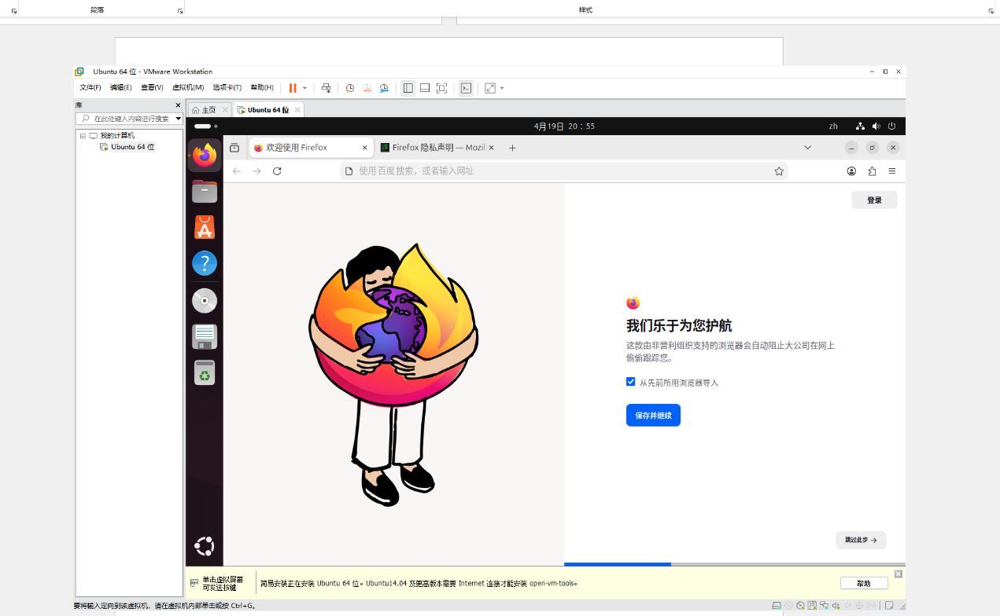 段落
样式
Ubuntu 64 位 - VMware Workstation
文件(F) 编辑(E) 查看(V) 虚拟机(M) 选项卡(T) 帮助(H)
库
在此处键入内容进行搜索
我的计算机
Ubuntu 64 位
主页
Ubuntu 64 位
4月19日 20：55
zh
欢迎使用 Firefox
Firefox 隐私声明 — Mozil
使用百度搜索，或者输入网址
登录
我们乐于为您护航
这款由非营利组织支持的浏览器会自动阻止大公司在网上
偷偷跟踪您。
从先前所用浏览器导入
保存并继续
跳过此步
单击虚拟屏幕
可发送按键
简易安装正在安装 Ubuntu 64 位。Ubuntu14.04 及更高版本需要 Internet 连接才能安装 open-vm-tools。
帮助
要将输入定向到该虚拟机，请在虚拟机内部单击或按 Ctrl+G。